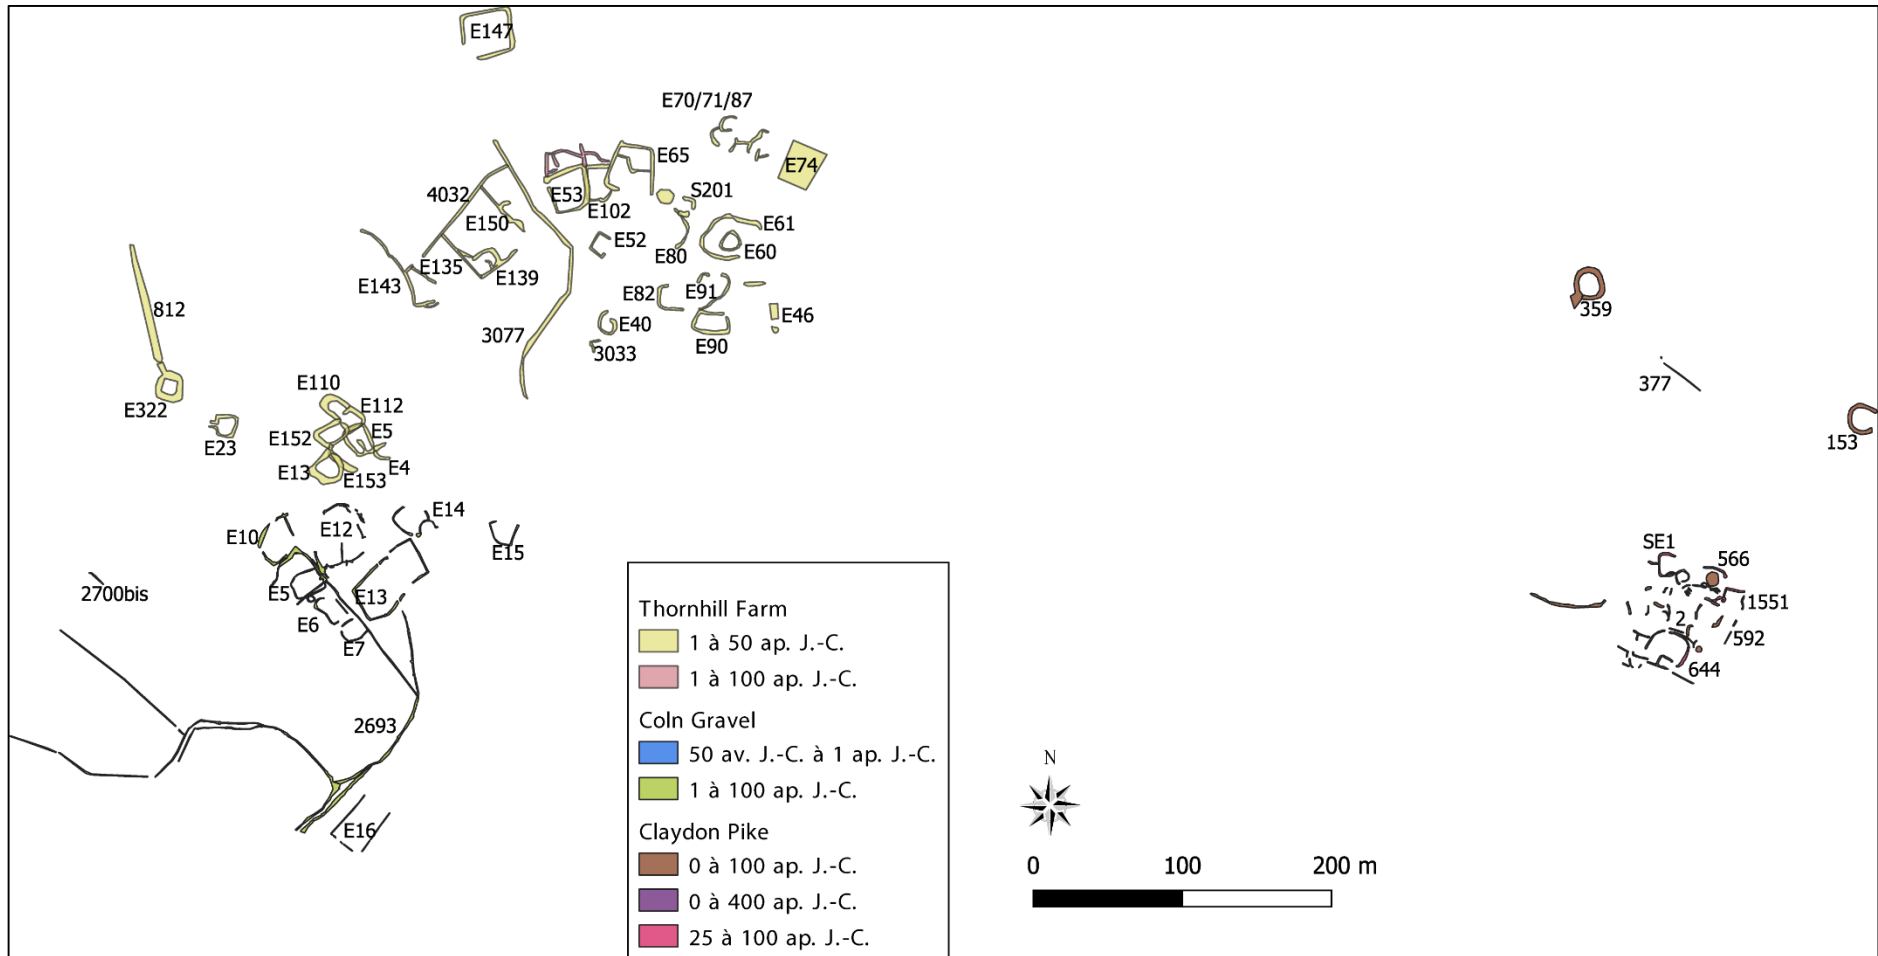 E147
E70/71/87
E65
E74
4032
E53
S201
E102
E150
E61
E52
E80
E60
E135
E139
E143
E82
E91
812
E40
E46
3077
3033
E90
359
377
E322
E110
E112
E23
E152
E5
E13
E153
E4
153
E10
E12
E14
E15
SE1
566
2700bis
E5
E13
1551
E6
2
592
E7
644
2693
E16
Thornhill Farm
1 à 50 ap. J.-C.
1 à 100 ap. J.-C.
Coln Gravel
50 av. J.-C. à 1 ap. J.-C.
1 à 100 ap. J.-C.
Claydon Pike
0 à 100 ap. J.-C.
0 à 400 ap. J.-C.
25 à 100 ap. J.-C.
N
0 100 200 m